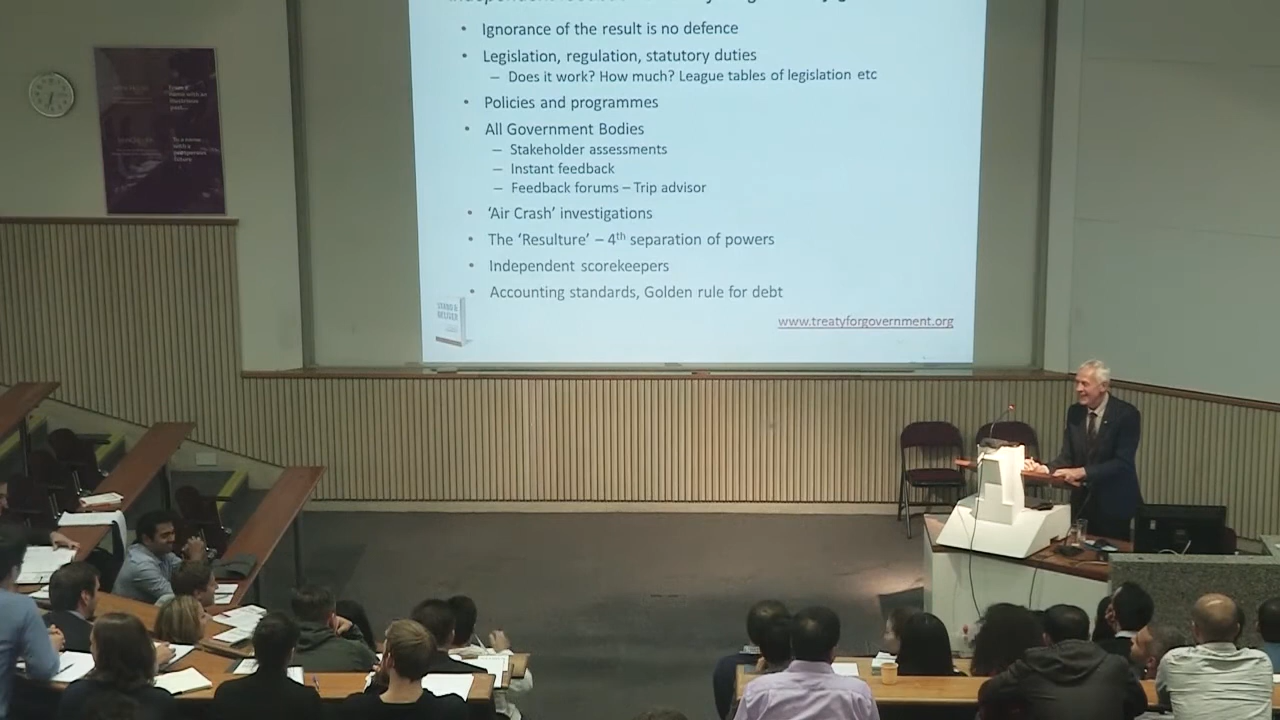 Ignorance of the result is no defence
Legislation, regulation, statutory duties
– Does it work? How much? League tables of legislation etc
Policies and programmes
All Government Bodies
– Stakeholder assessments
– Instant feedback
– Feedback forums – Trip advisor
'Air Crash' investigations
The 'Resulture' – 4th separation of powers
Independent scorekeepers
Accounting standards, Golden rule for debt
STAND &
DELIVER
www.treatyforgovernment.org